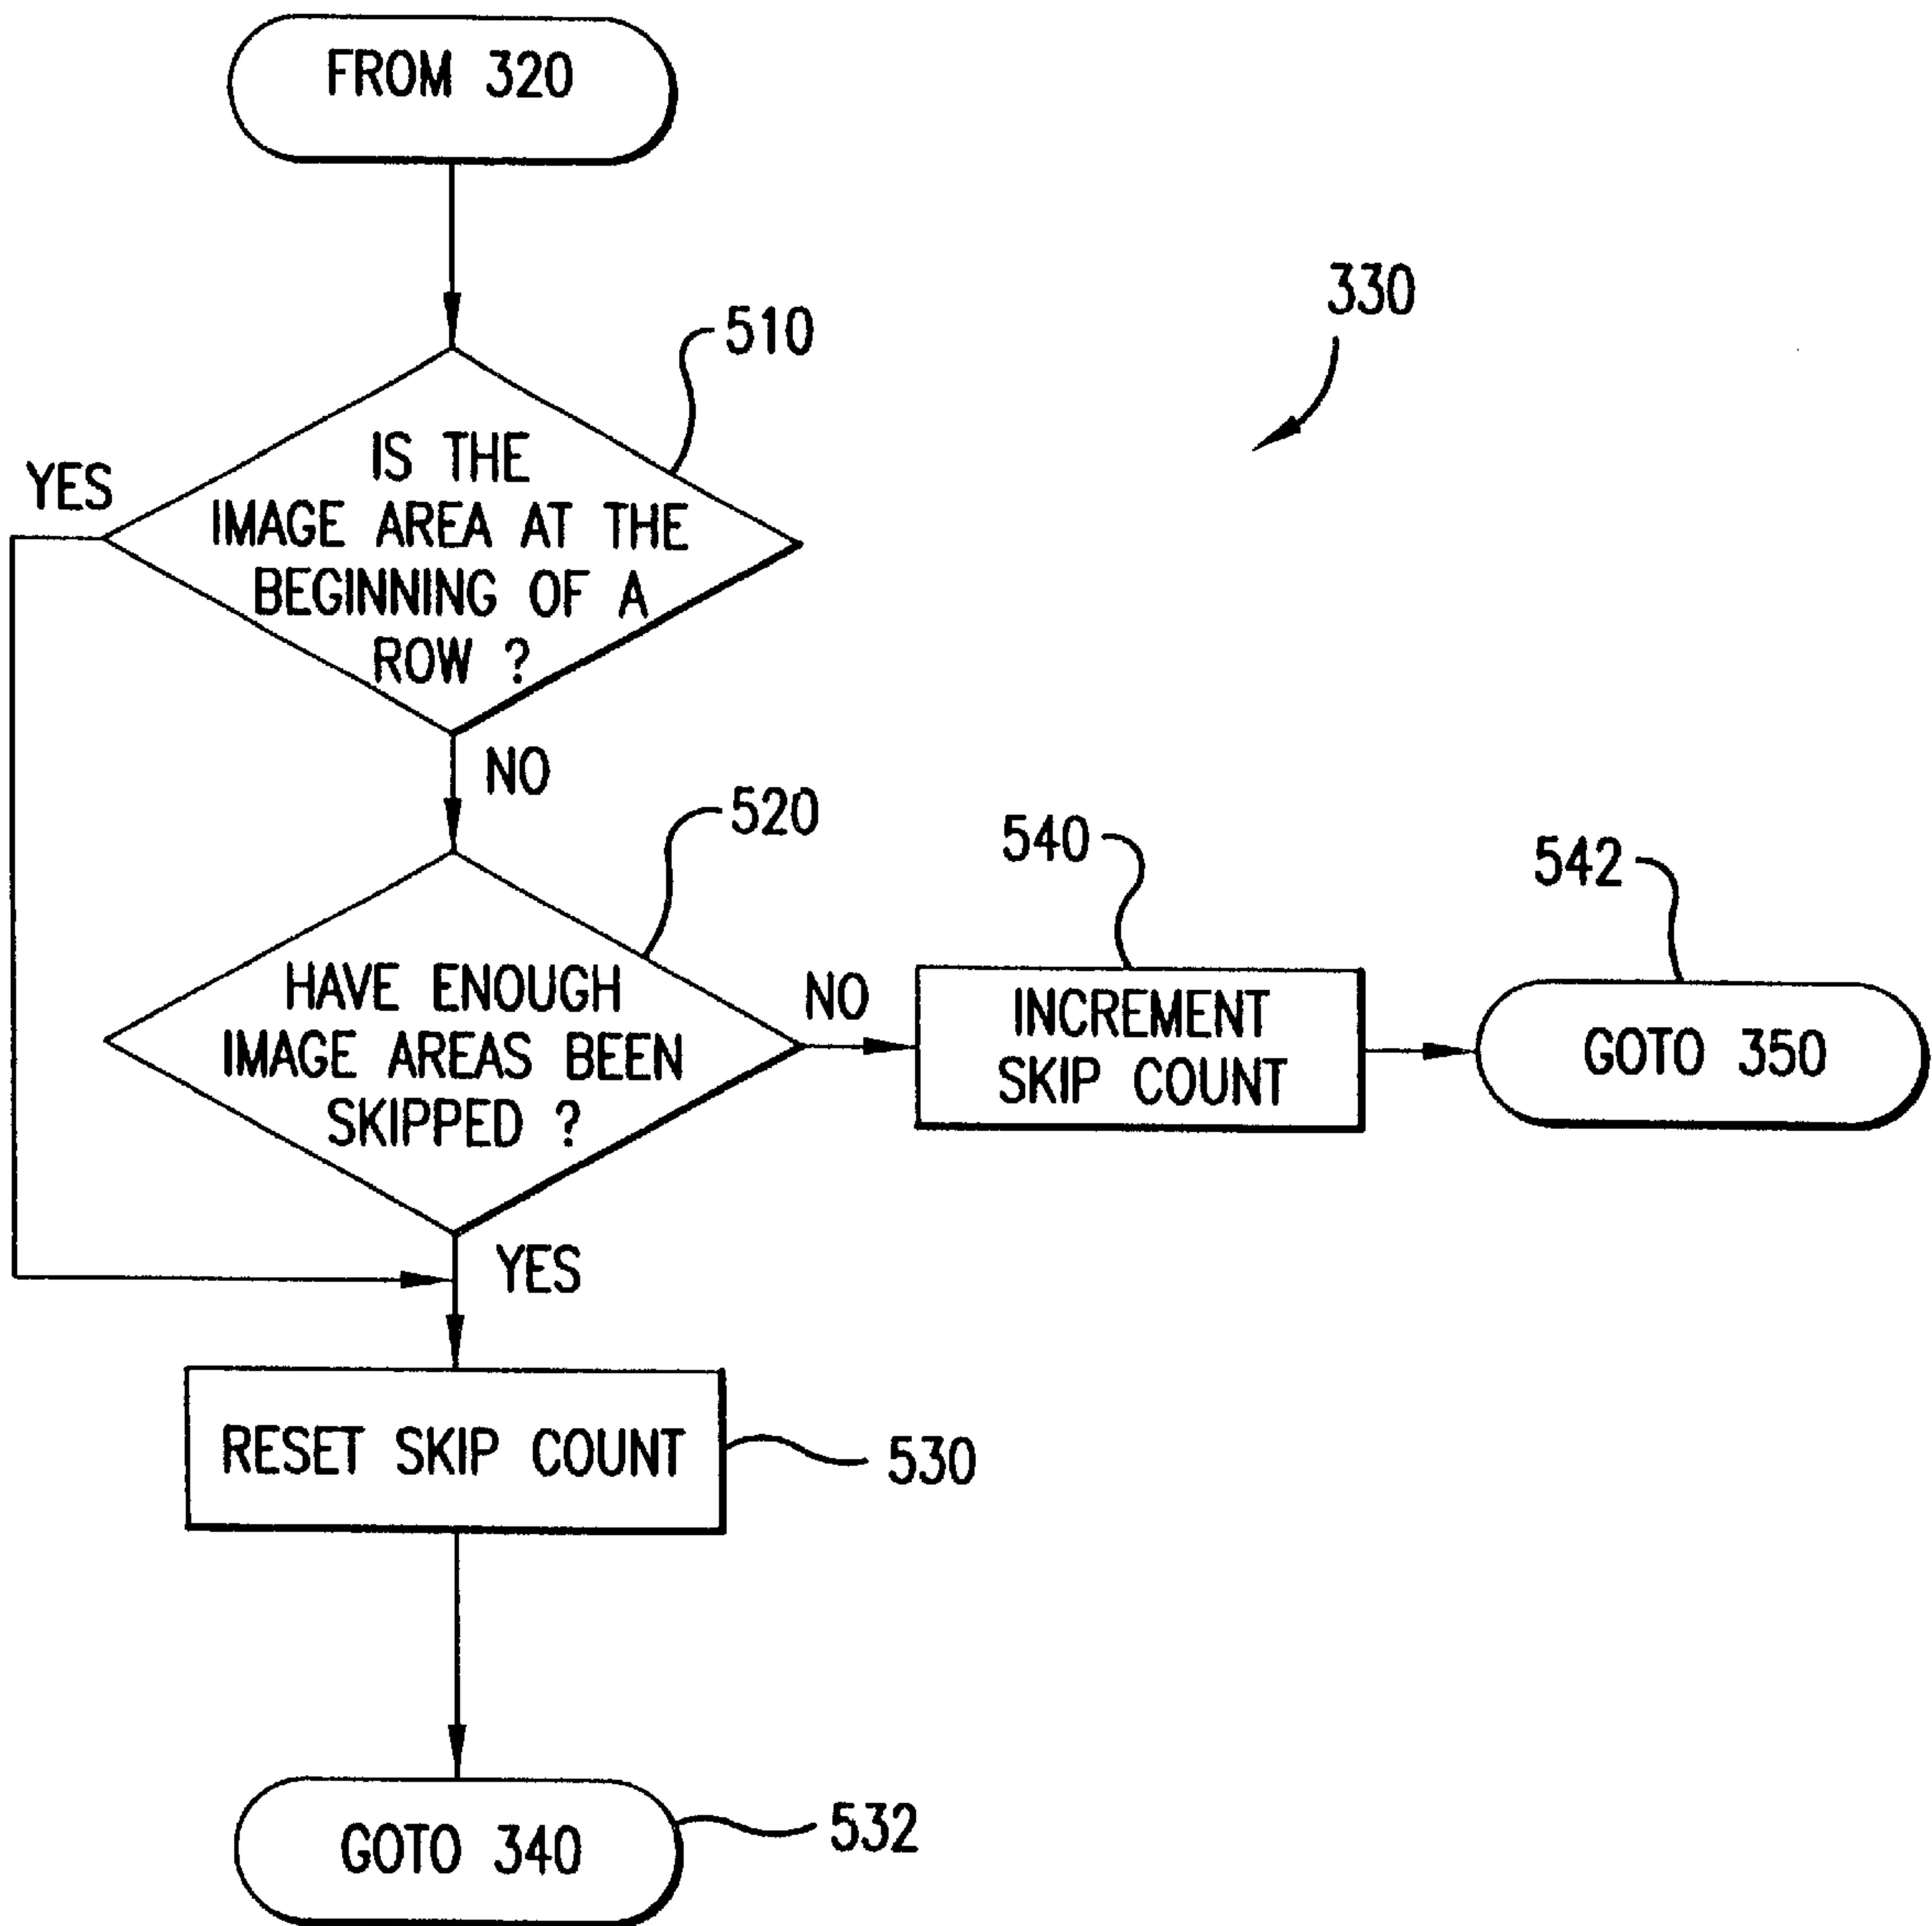 FROM 320
330
510
IS THE
IMAGE AREA AT THE
BEGINNING OF A
ROW ?
YES
NO
520
HAVE ENOUGH
IMAGE AREAS BEEN
SKIPPED ?
NO
540
INCREMENT
SKIP COUNT
542
GOTO 350
YES
RESET SKIP COUNT
530
GOTO 340
532